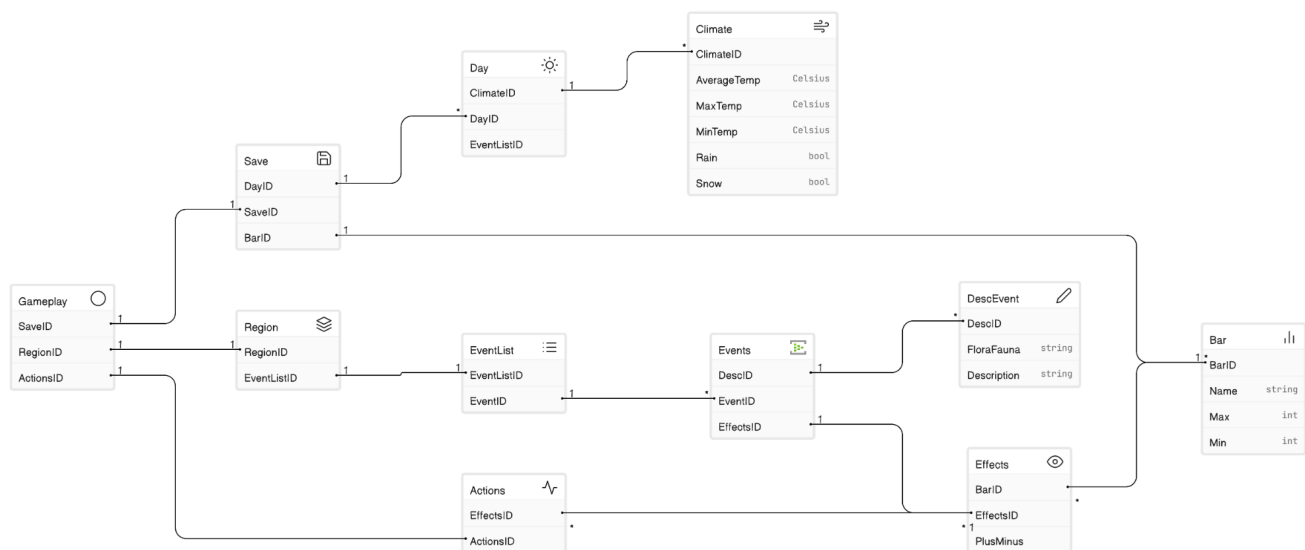 Climate
ClimateID
AverageTemp Celsius
MaxTemp Celsius
MinTemp Celsius
Rain bool
Snow bool
*
Day
ClimateID
1
DayID
*
EventListID
Save
DayID
1
SaveID
1
BarID
1
Gameplay
SaveID
1
RegionID
1
ActionsID
1
Region
RegionID
1
EventListID
1
EventList
EventListID
1
EventID
1
Events
DescID
1
EventID
*
EffectsID
1
DescEvent
DescID
*
FloraFauna string
Description string
Bar
BarID
1 *
Name string
Max int
Min int
Actions
EffectsID
*
ActionsID
Effects
BarID
*
EffectsID
* 1
PlusMinus